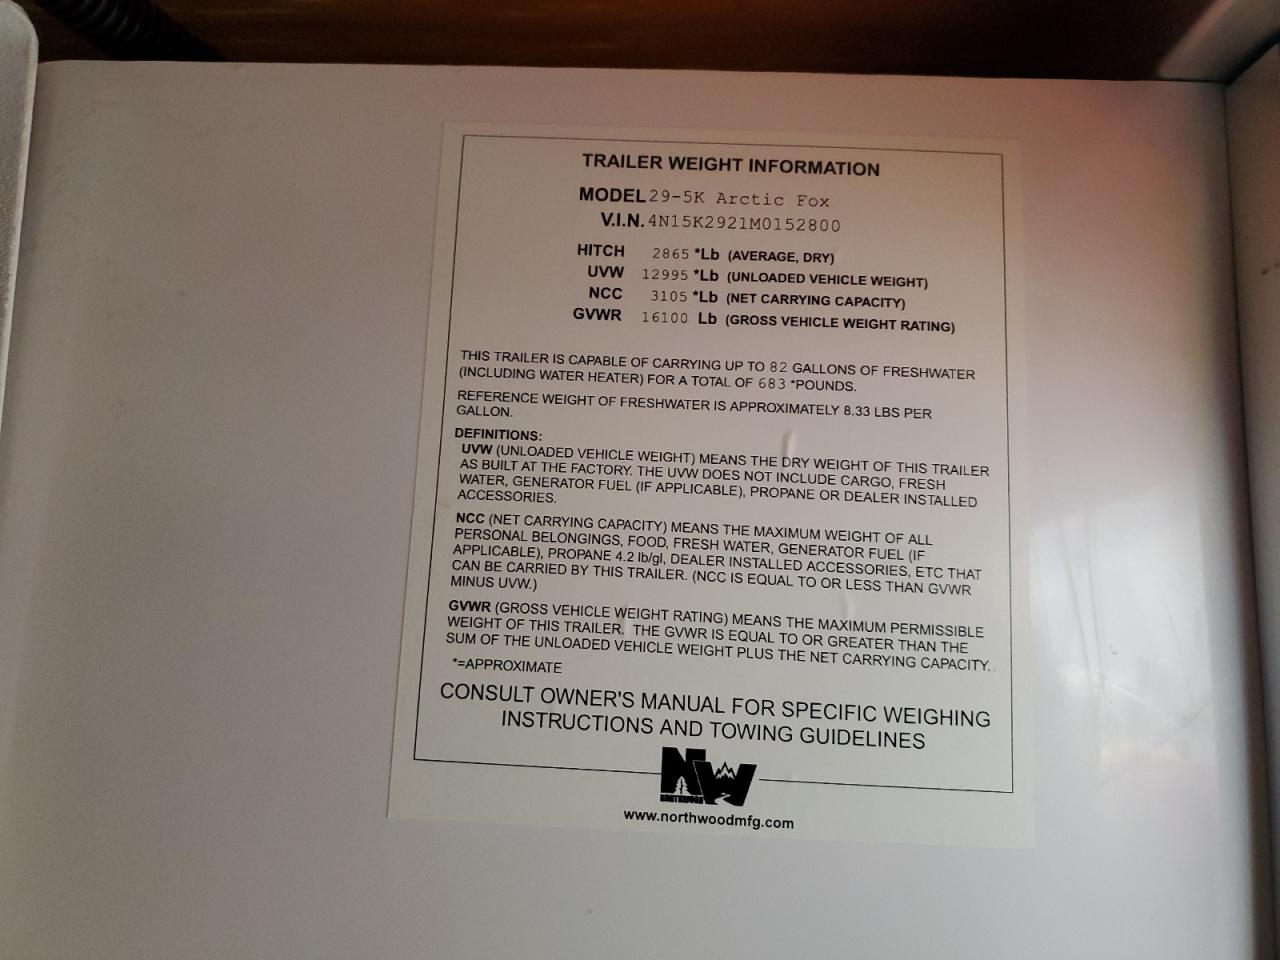 TRAILER WEIGHT INFORMATION
MODEL 29-5K Arctic Fox
V.I.N. 4N15K2921M0152800
HITCH 2865 *Lb (AVERAGE, DRY)
UVW 12995 *Lb (UNLOADED VEHICLE WEIGHT)
NCC 3105 *Lb (NET CARRYING CAPACITY)
GVWR 16100 Lb (GROSS VEHICLE WEIGHT RATING)
THIS TRAILER IS CAPABLE OF CARRYING UP TO 82 GALLONS OF FRESHWATER
(INCLUDING WATER HEATER) FOR A TOTAL OF 683 *POUNDS.
REFERENCE WEIGHT OF FRESHWATER IS APPROXIMATELY 8.33 LBS PER
GALLON.
DEFINITIONS:
UVW (UNLOADED VEHICLE WEIGHT) MEANS THE DRY WEIGHT OF THIS TRAILER
AS BUILT AT THE FACTORY. THE UVW DOES NOT INCLUDE CARGO, FRESH
WATER, GENERATOR FUEL (IF APPLICABLE), PROPANE OR DEALER INSTALLED
ACCESSORIES.
NCC (NET CARRYING CAPACITY) MEANS THE MAXIMUM WEIGHT OF ALL
PERSONAL BELONGINGS, FOOD, FRESH WATER, GENERATOR FUEL (IF
APPLICABLE), PROPANE 4.2 lb/gl, DEALER INSTALLED ACCESSORIES, ETC THAT
CAN BE CARRIED BY THIS TRAILER. (NCC IS EQUAL TO OR LESS THAN GVWR
MINUS UVW.)
GVWR (GROSS VEHICLE WEIGHT RATING) MEANS THE MAXIMUM PERMISSIBLE
WEIGHT OF THIS TRAILER. THE GVWR IS EQUAL TO OR GREATER THAN THE
SUM OF THE UNLOADED VEHICLE WEIGHT PLUS THE NET CARRYING CAPACITY.
*=APPROXIMATE
CONSULT OWNER'S MANUAL FOR SPECIFIC WEIGHING
INSTRUCTIONS AND TOWING GUIDELINES
NW
NORTHWOOD
www.northwoodmfg.com